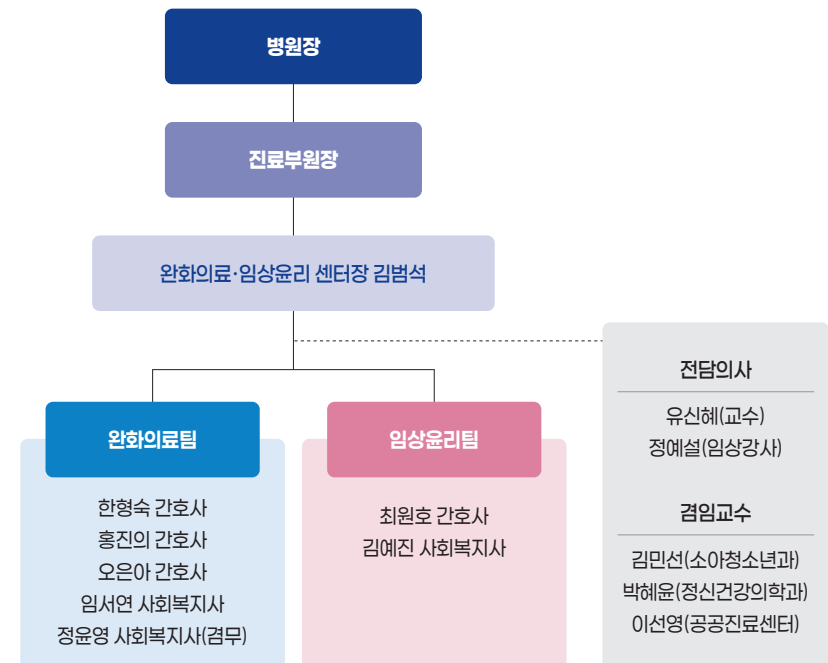 병원장
진료부원장
완화의료·임상윤리 센터장 김범석
완화의료팀
한형숙 간호사
홍진의 간호사
오은아 간호사
임서연 사회복지사
정윤영 사회복지사(겸무)
임상윤리팀
최원호 간호사
김예진 사회복지사
전담의사
유신혜(교수)
정예설(임상강사)
겸임교수
김민선(소아청소년과)
박혜윤(정신건강의학과)
이선영(공공진료센터)